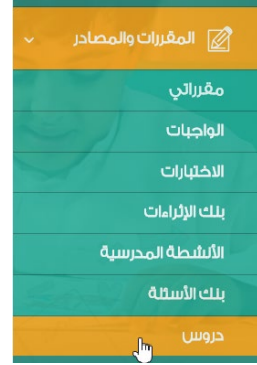 المقررات والمصادر
مقرراتي
الواجبات
الاختبارات
بنك الإثراءات
الأنشطة المدرسية
بنك الأسئلة
دروس